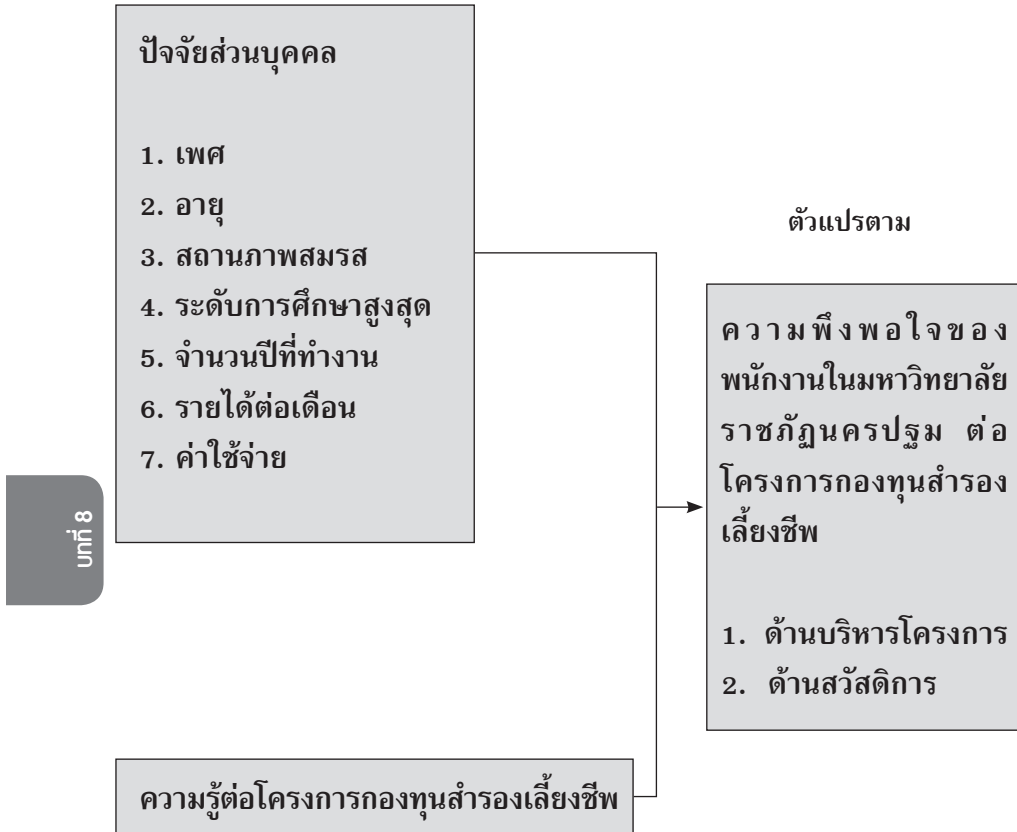 ปัจจัยส่วนบุคคล
1. เพศ
2. อายุ
3. สถานภาพสมรส
4. ระดับการศึกษาสูงสุด
5. จำนวนปีที่ทำงาน
6. รายได้ต่อเดือน
7. ค่าใช้จ่าย
ตัวแปรตาม
ความพึงพอใจของ
พนักงานในมหาวิทยาลัย
ราชภัฏนครปฐม ต่อ
โครงการกองทุนสำรอง
เลี้ยงชีพ
1. ด้านบริหารโครงการ
2. ด้านสวัสดิการ
บทที่ 8
ความรู้ต่อโครงการกองทุนสำรองเลี้ยงชีพ